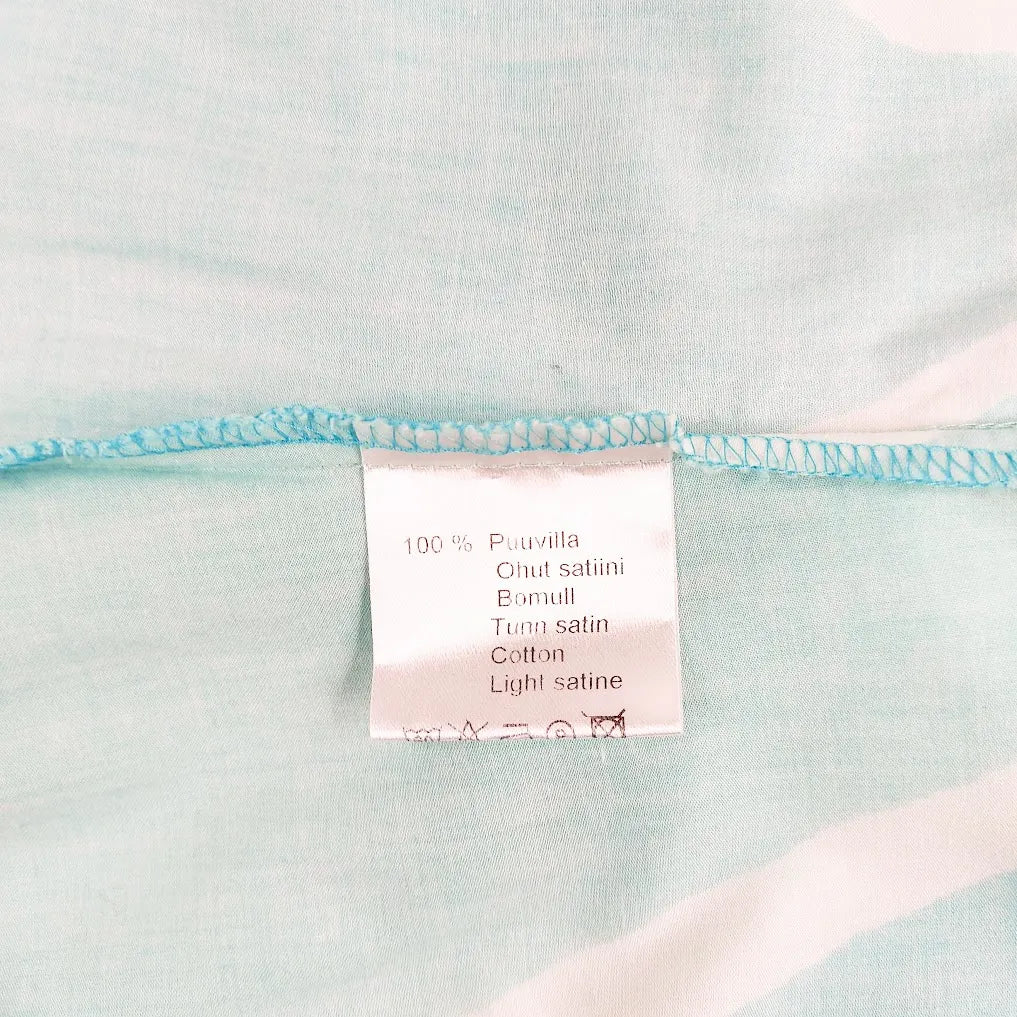 100 % Puuvilla
Ohut satiini
Bomull
Tunn satin
Cotton
Light satine